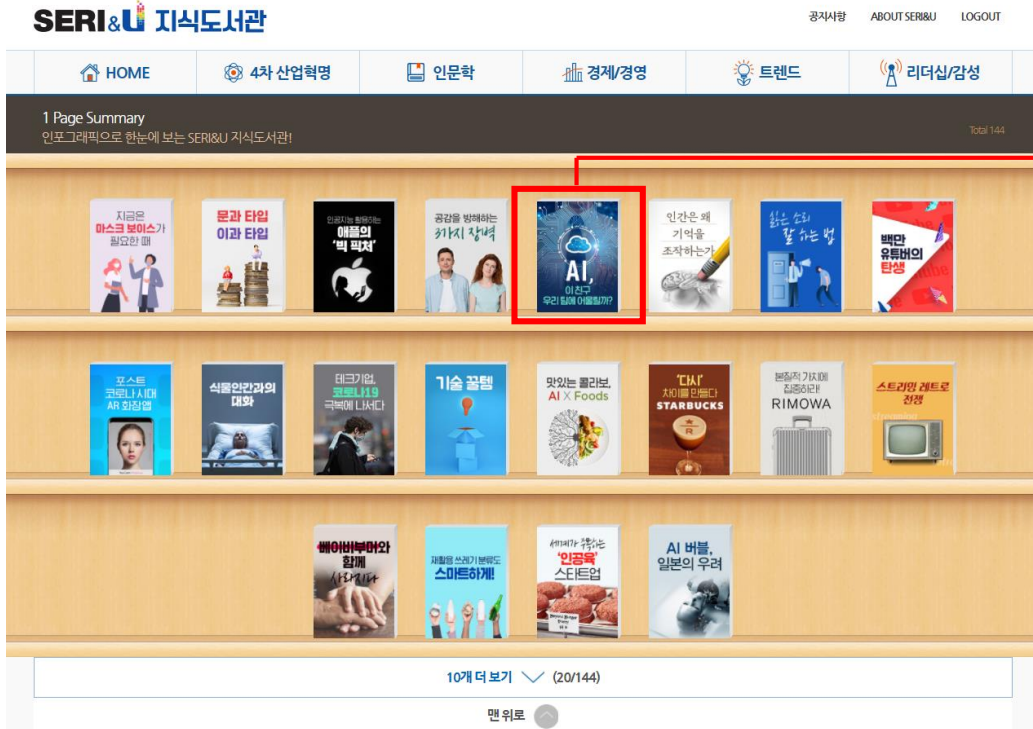 SERI&U 지식도서관
공지사항 ABOUT SERI&U LOGOUT
HOME 4차 산업혁명 인문학 경제/경영 트렌드 리더십/감성
1 Page Summary
인포그래픽으로 한눈에 보는 SERI&U 지식도서관!
Total 144
지금은
마스크 보이스가
필요한 때
문과 타입
이과 타입
인공지능 활용하는
애플의
'빅 픽처'
공감을 방해하는
3가지 장벽
AI,
이 친구
우리 팀에 어울릴까?
인간은 왜
기억을
조작하는가
싫은 소리
잘 하는 법
백만
유튜버의
탄생
포스트
코로나 시대
AR 화장앱
식물인간과의
대화
테크기업,
코로나19
극복에 나서다
기술 꿀템
맛있는 콜라보,
AI X Foods
'다시'
차이를 만들다
STARBUCKS
본질적 가치에
집중하라!
RIMOWA
스트리밍 레트로
전쟁
streaming
베이비부머와
함께
사라지다
재활용 쓰레기 분류도
스마트하게!
세계가 주목하는
'인공육'
스타트업
AI 버블,
일본의 우려
10개 더 보기 (20/144)
맨 위로